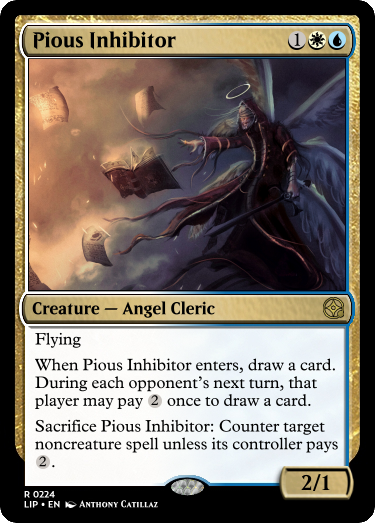 Pious Inhibitor 1
Creature — Angel Cleric
Flying
When Pious Inhibitor enters, draw a card.
During each opponent's next turn, that
player may pay 2 once to draw a card.
Sacrifice Pious Inhibitor: Counter target
noncreature spell unless its controller pays
2.
2/1
R 0224
LIP • EN Anthony Catillaz